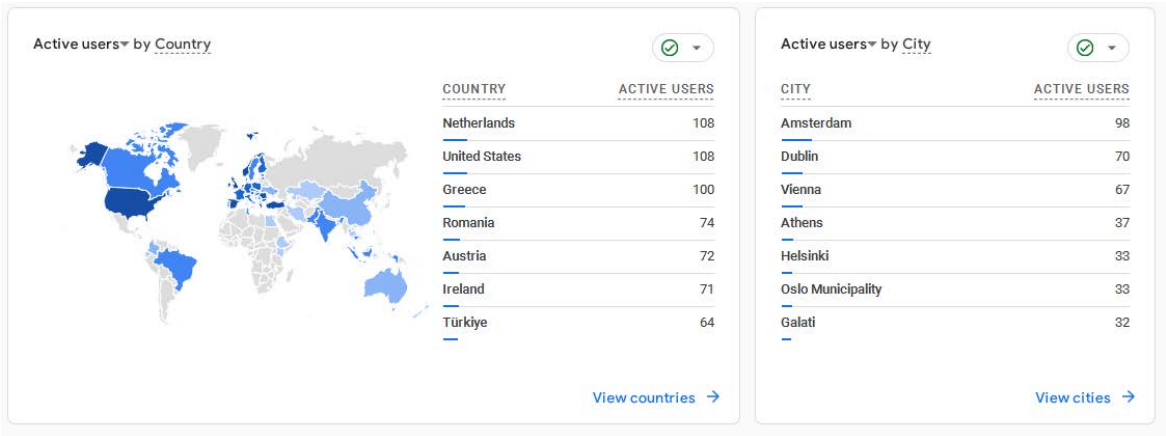 Active users by Country
COUNTRY ACTIVE USERS
Netherlands 108
United States 108
Greece 100
Romania 74
Austria 72
Ireland 71
Türkiye 64
View countries
Active users by City
CITY ACTIVE USERS
Amsterdam 98
Dublin 70
Vienna 67
Athens 37
Helsinki 33
Oslo Municipality 33
Galati 32
View cities